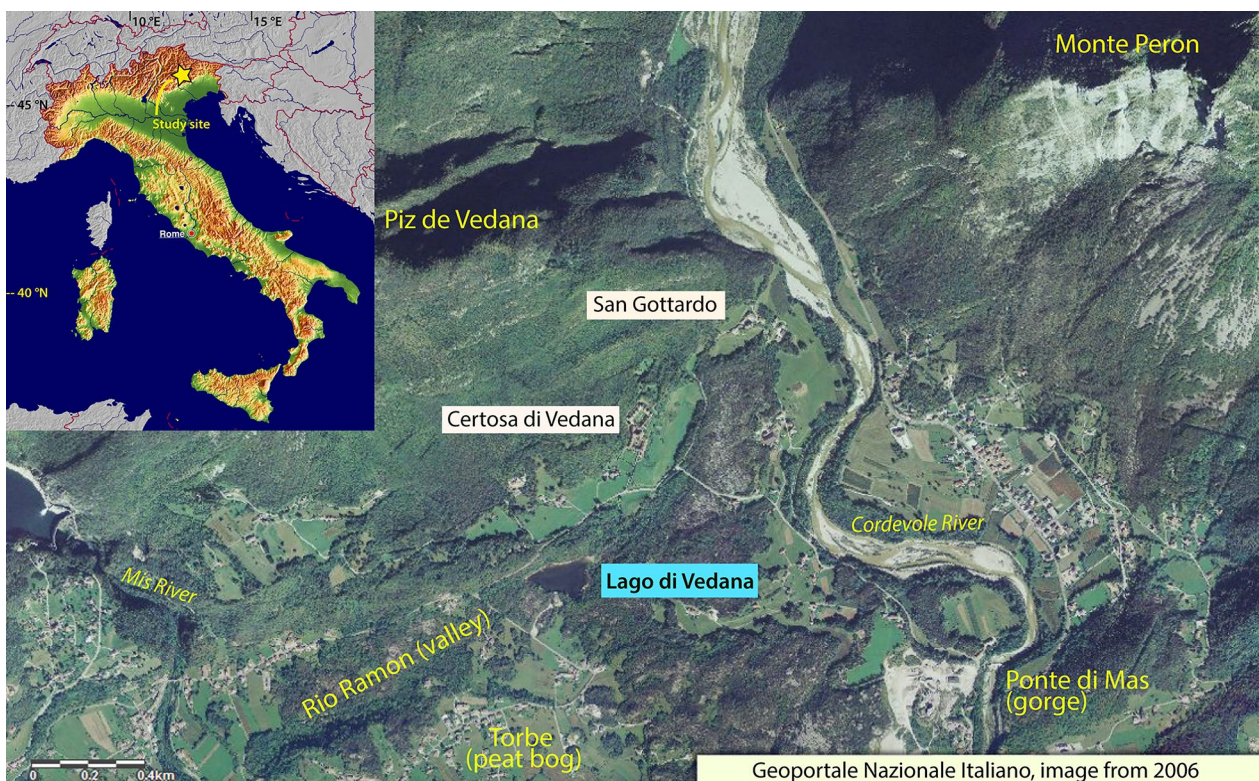 10 °E
15 °E
-- 45 °N
Study site
Rome
-- 40 °N
Monte Peron
Piz de Vedana
San Gottardo
Certosa di Vedana
Cordevole River
Mis River
Lago di Vedana
Rio Ramon (valley)
Ponte di Mas
(gorge)
Torbe
(peat bog)
0 0.2 0.4km
Geoportale Nazionale Italiano, image from 2006